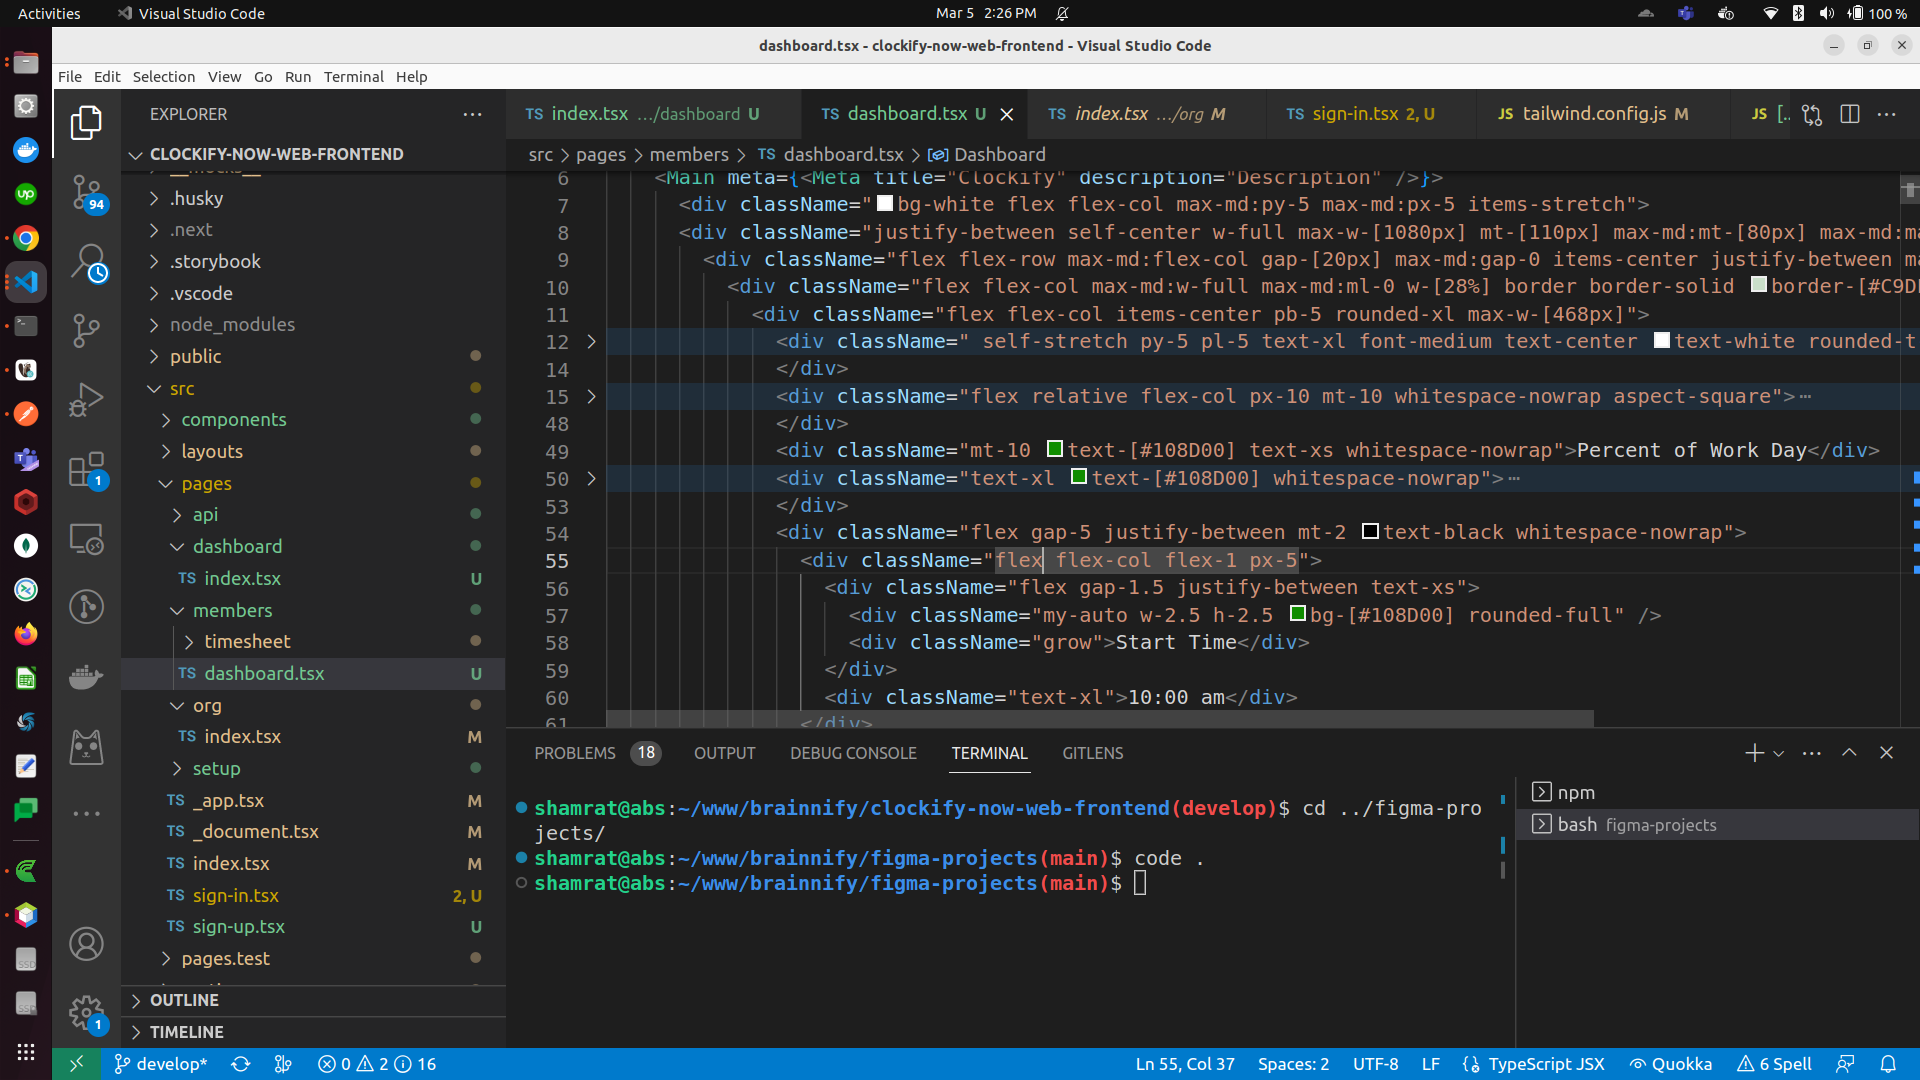 Activities
Visual Studio Code
Mar 5 2:26 PM
100 %
dashboard.tsx - clockify-now-web-frontend - Visual Studio Code
File Edit Selection View Go Run Terminal Help
EXPLORER
CLOCKIFY-NOW-WEB-FRONTEND
.husky
.next
.storybook
.vscode
node_modules
public
src
components
layouts
pages
api
dashboard
TS index.tsx U
members
timesheet
TS dashboard.tsx U
org
TS index.tsx M
setup
TS _app.tsx M
TS _document.tsx M
TS index.tsx M
TS sign-in.tsx 2, U
TS sign-up.tsx U
pages.test
OUTLINE
TIMELINE
94
1
1
up
SSD
SSD
TS index.tsx .../dashboard U
TS dashboard.tsx U
TS index.tsx .../org M
TS sign-in.tsx 2, U
JS tailwind.config.js M
JS [..
src > pages > members > TS dashboard.tsx > Dashboard
6 <Main meta={<Meta title="Clockify" description="Description" />}>
7 <div className="bg-white flex flex-col max-md:py-5 max-md:px-5 items-stretch">
8 <div className="justify-between self-center w-full max-w-[1080px] mt-[110px] max-md:mt-[80px] max-md:ma
9 <div className="flex flex-row max-md:flex-col gap-[20px] max-md:gap-0 items-center justify-between ma
10 <div className="flex flex-col max-md:w-full max-md:ml-0 w-[28%] border border-solid border-[#C9D
11 <div className="flex flex-col items-center pb-5 rounded-xl max-w-[468px]">
12 <div className=" self-stretch py-5 pl-5 text-xl font-medium text-center text-white rounded-t
14 </div>
15 <div className="flex relative flex-col px-10 mt-10 whitespace-nowrap aspect-square">⋯
48 </div>
49 <div className="mt-10 text-[#108D00] text-xs whitespace-nowrap">Percent of Work Day</div>
50 <div className="text-xl text-[#108D00] whitespace-nowrap">⋯
53 </div>
54 <div className="flex gap-5 justify-between mt-2 text-black whitespace-nowrap">
55 <div className="flex flex-col flex-1 px-5">
56 <div className="flex gap-1.5 justify-between text-xs">
57 <div className="my-auto w-2.5 h-2.5 bg-[#108D00] rounded-full" />
58 <div className="grow">Start Time</div>
59 </div>
60 <div className="text-xl">10:00 am</div>
61 </div>
PROBLEMS 18 OUTPUT DEBUG CONSOLE TERMINAL GITLENS
shamrat@abs:~/www/brainnify/clockify-now-web-frontend(develop)$ cd ../figma-pro
jects/
shamrat@abs:~/www/brainnify/figma-projects(main)$ code .
shamrat@abs:~/www/brainnify/figma-projects(main)$
npm
bash figma-projects
develop* 0 2 16
Ln 55, Col 37 Spaces: 2 UTF-8 LF {} TypeScript JSX Quokka 6 Spell